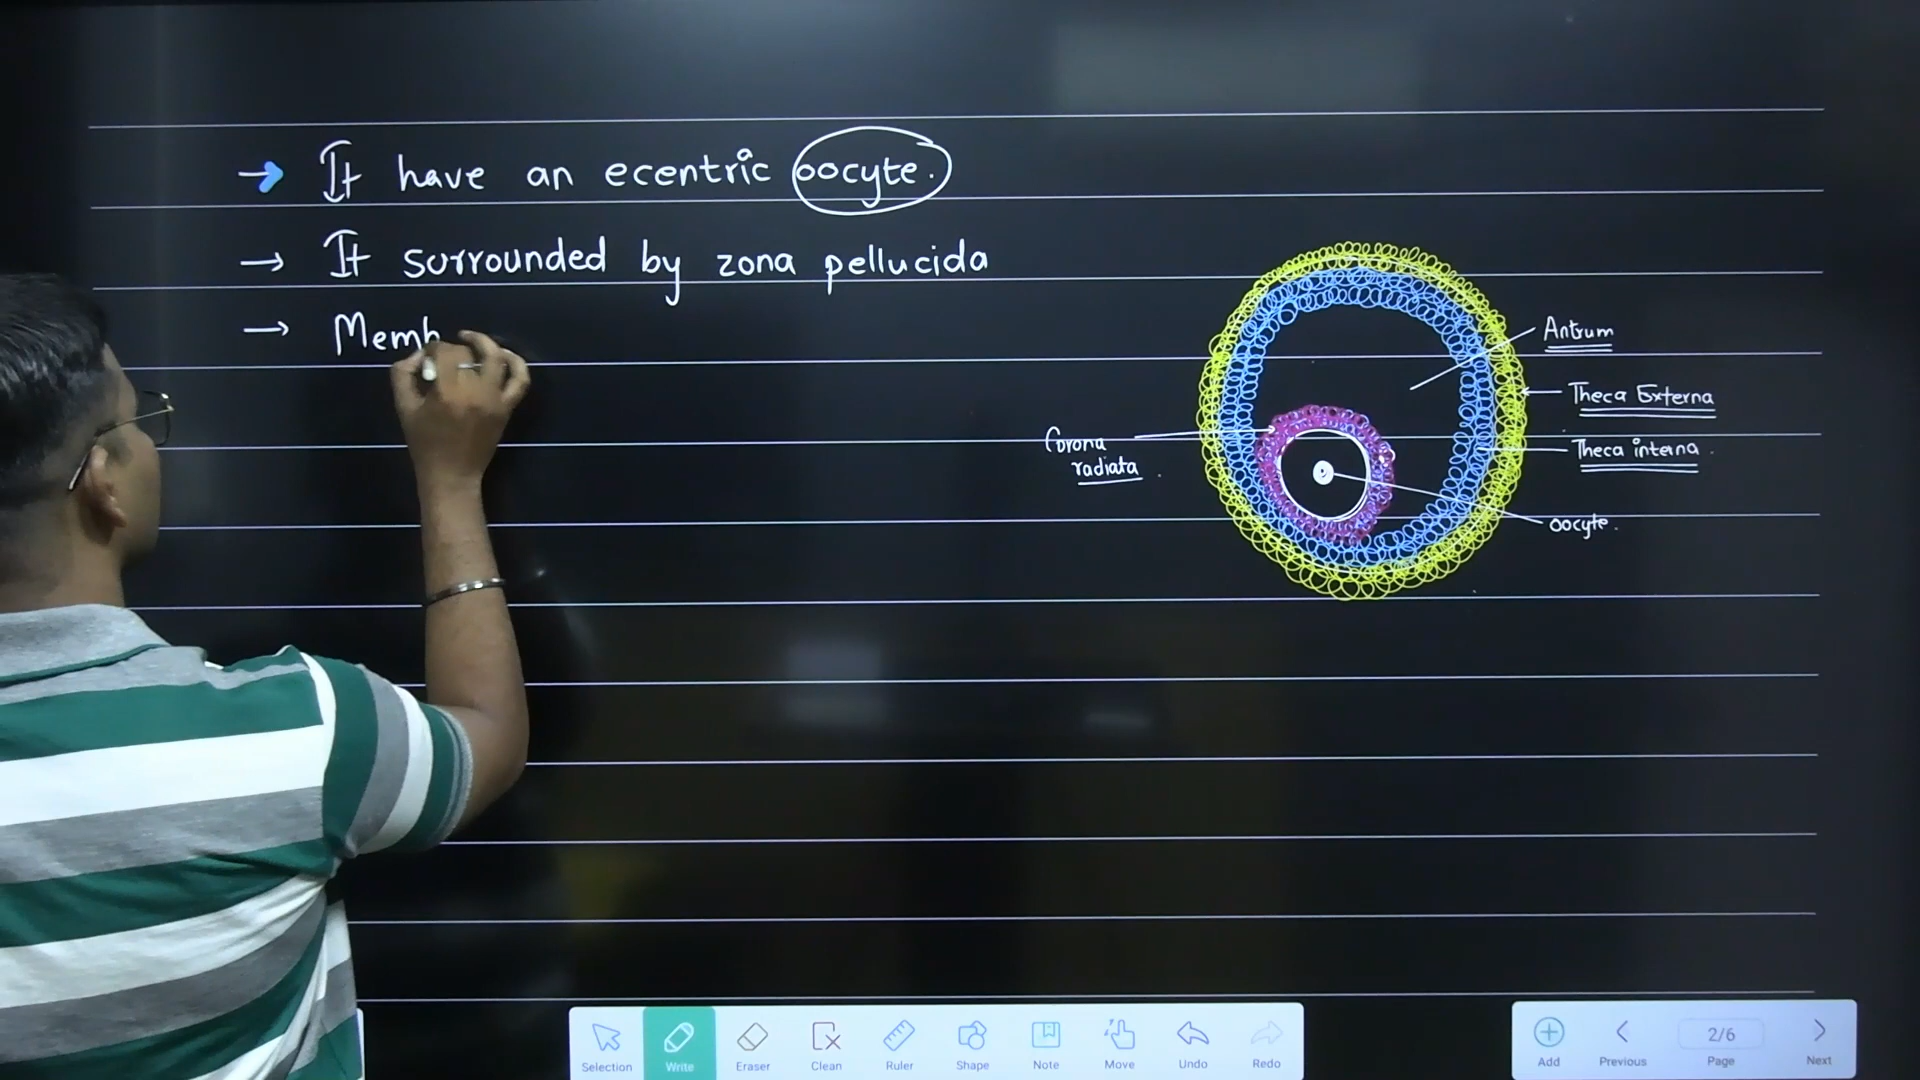 → It have an ecentric oocyte.
→ It surrounded by zona pellucida
→ Memb
Antrum
Theca Externa
Corona
radiata
Theca interna
oocyte.
Selection
Write
Eraser
Clean
Ruler
Shape
Note
Move
Undo
Redo
Add
Previous
2/6
Page
Next